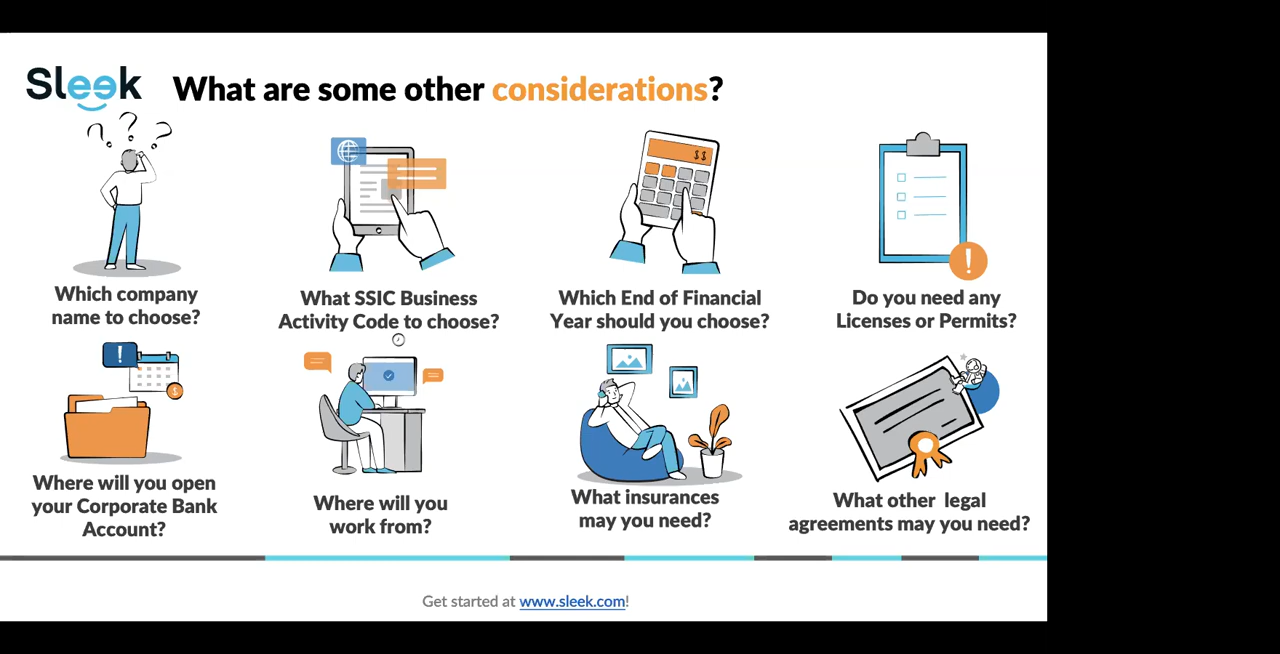 Sleek
What are some other considerations?
? ? ?
$$
Which company
name to choose?
What SSIC Business
Activity Code to choose?
Which End of Financial
Year should you choose?
!
Do you need any
Licenses or Permits?
!
$
Where will you open
your Corporate Bank
Account?
Where will you
work from?
What insurances
may you need?
What other legal
agreements may you need?
Get started at www.sleek.com!